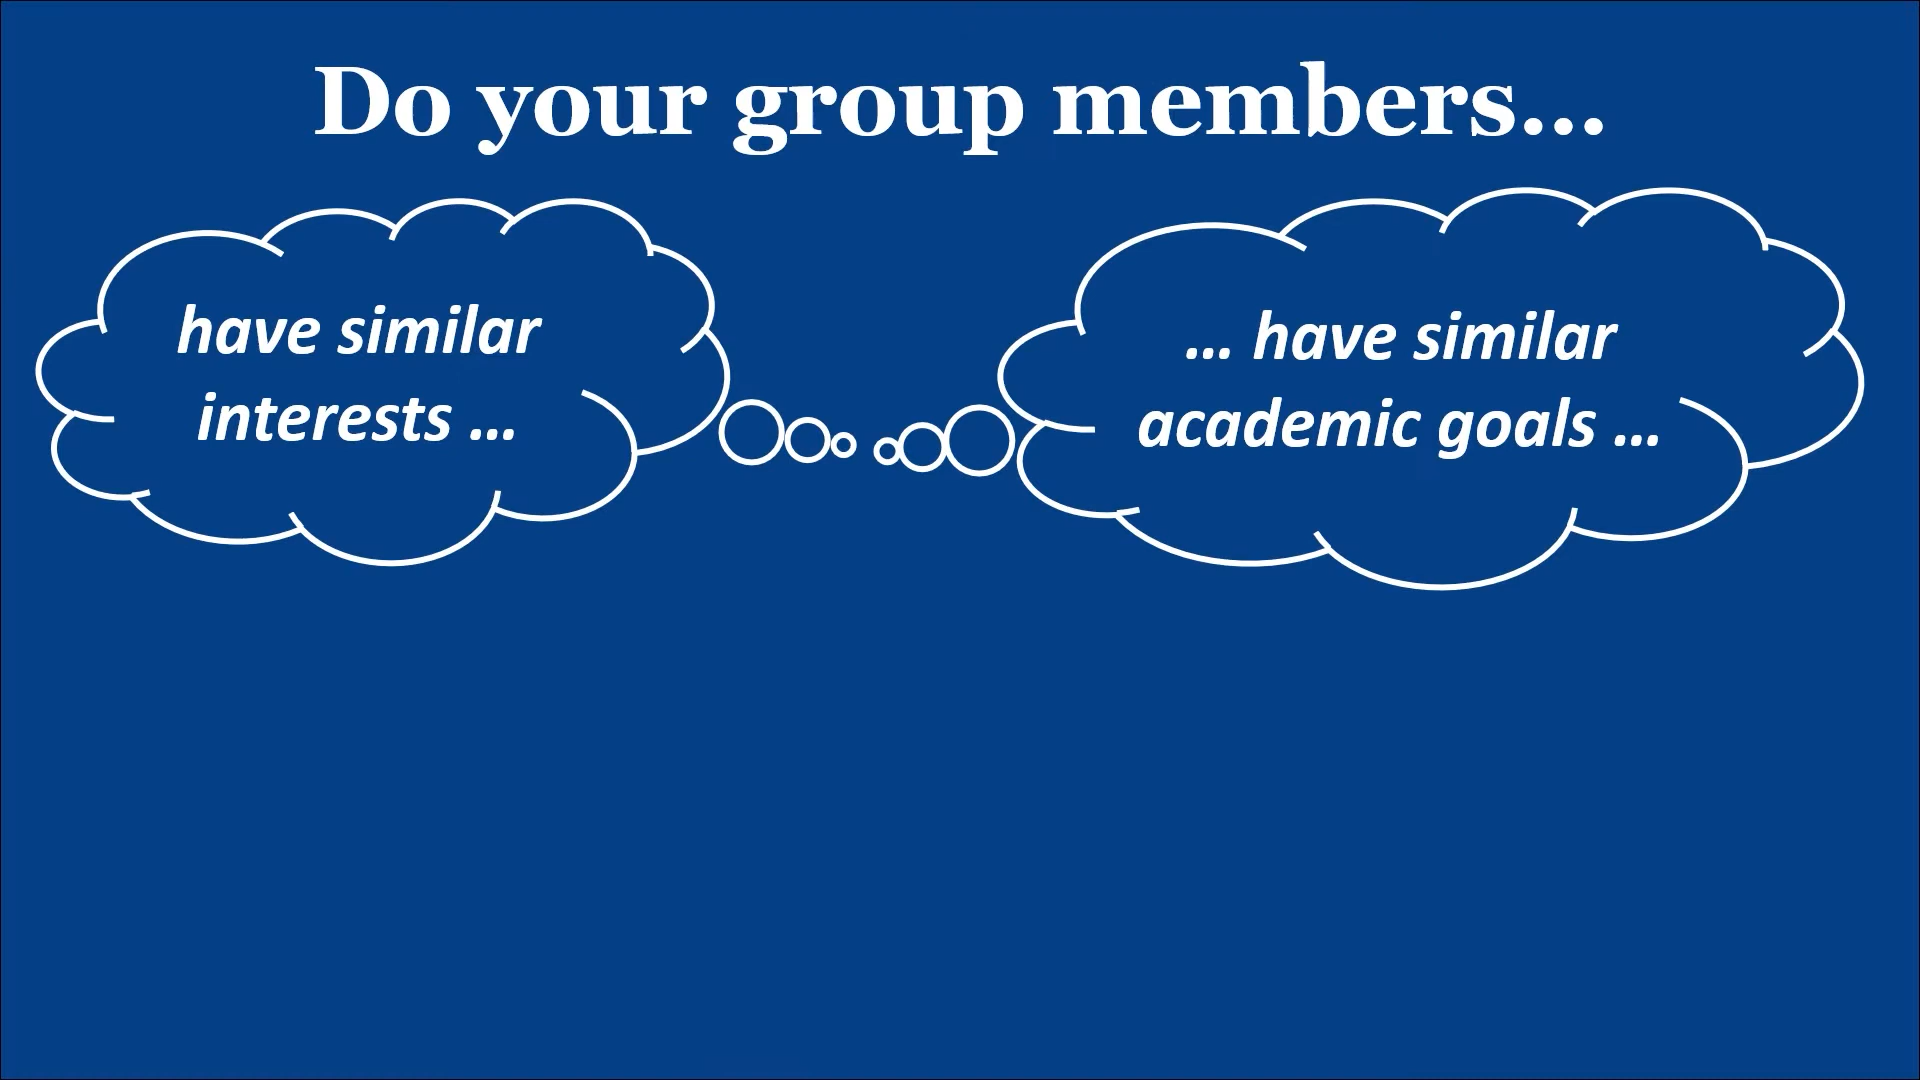 Do your group members...
have similar
interests ...
... have similar
academic goals ...